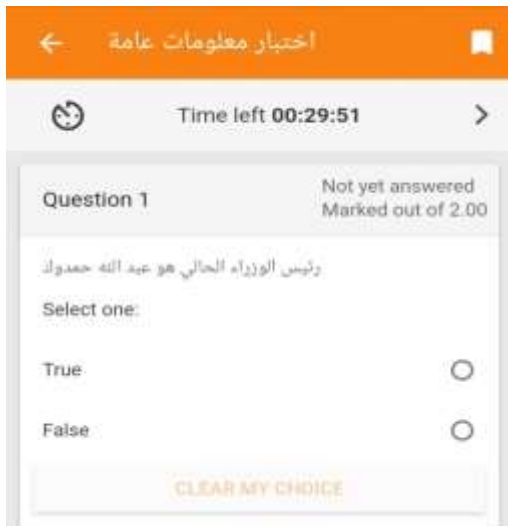 اختبار معلومات عامة
Time left 00:29:51
Question 1
Not yet answered
Marked out of 2.00
رئيس الوزراء الحالي هو عبد الله حمدوك
Select one:
True
False
CLEAR MY CHOICE